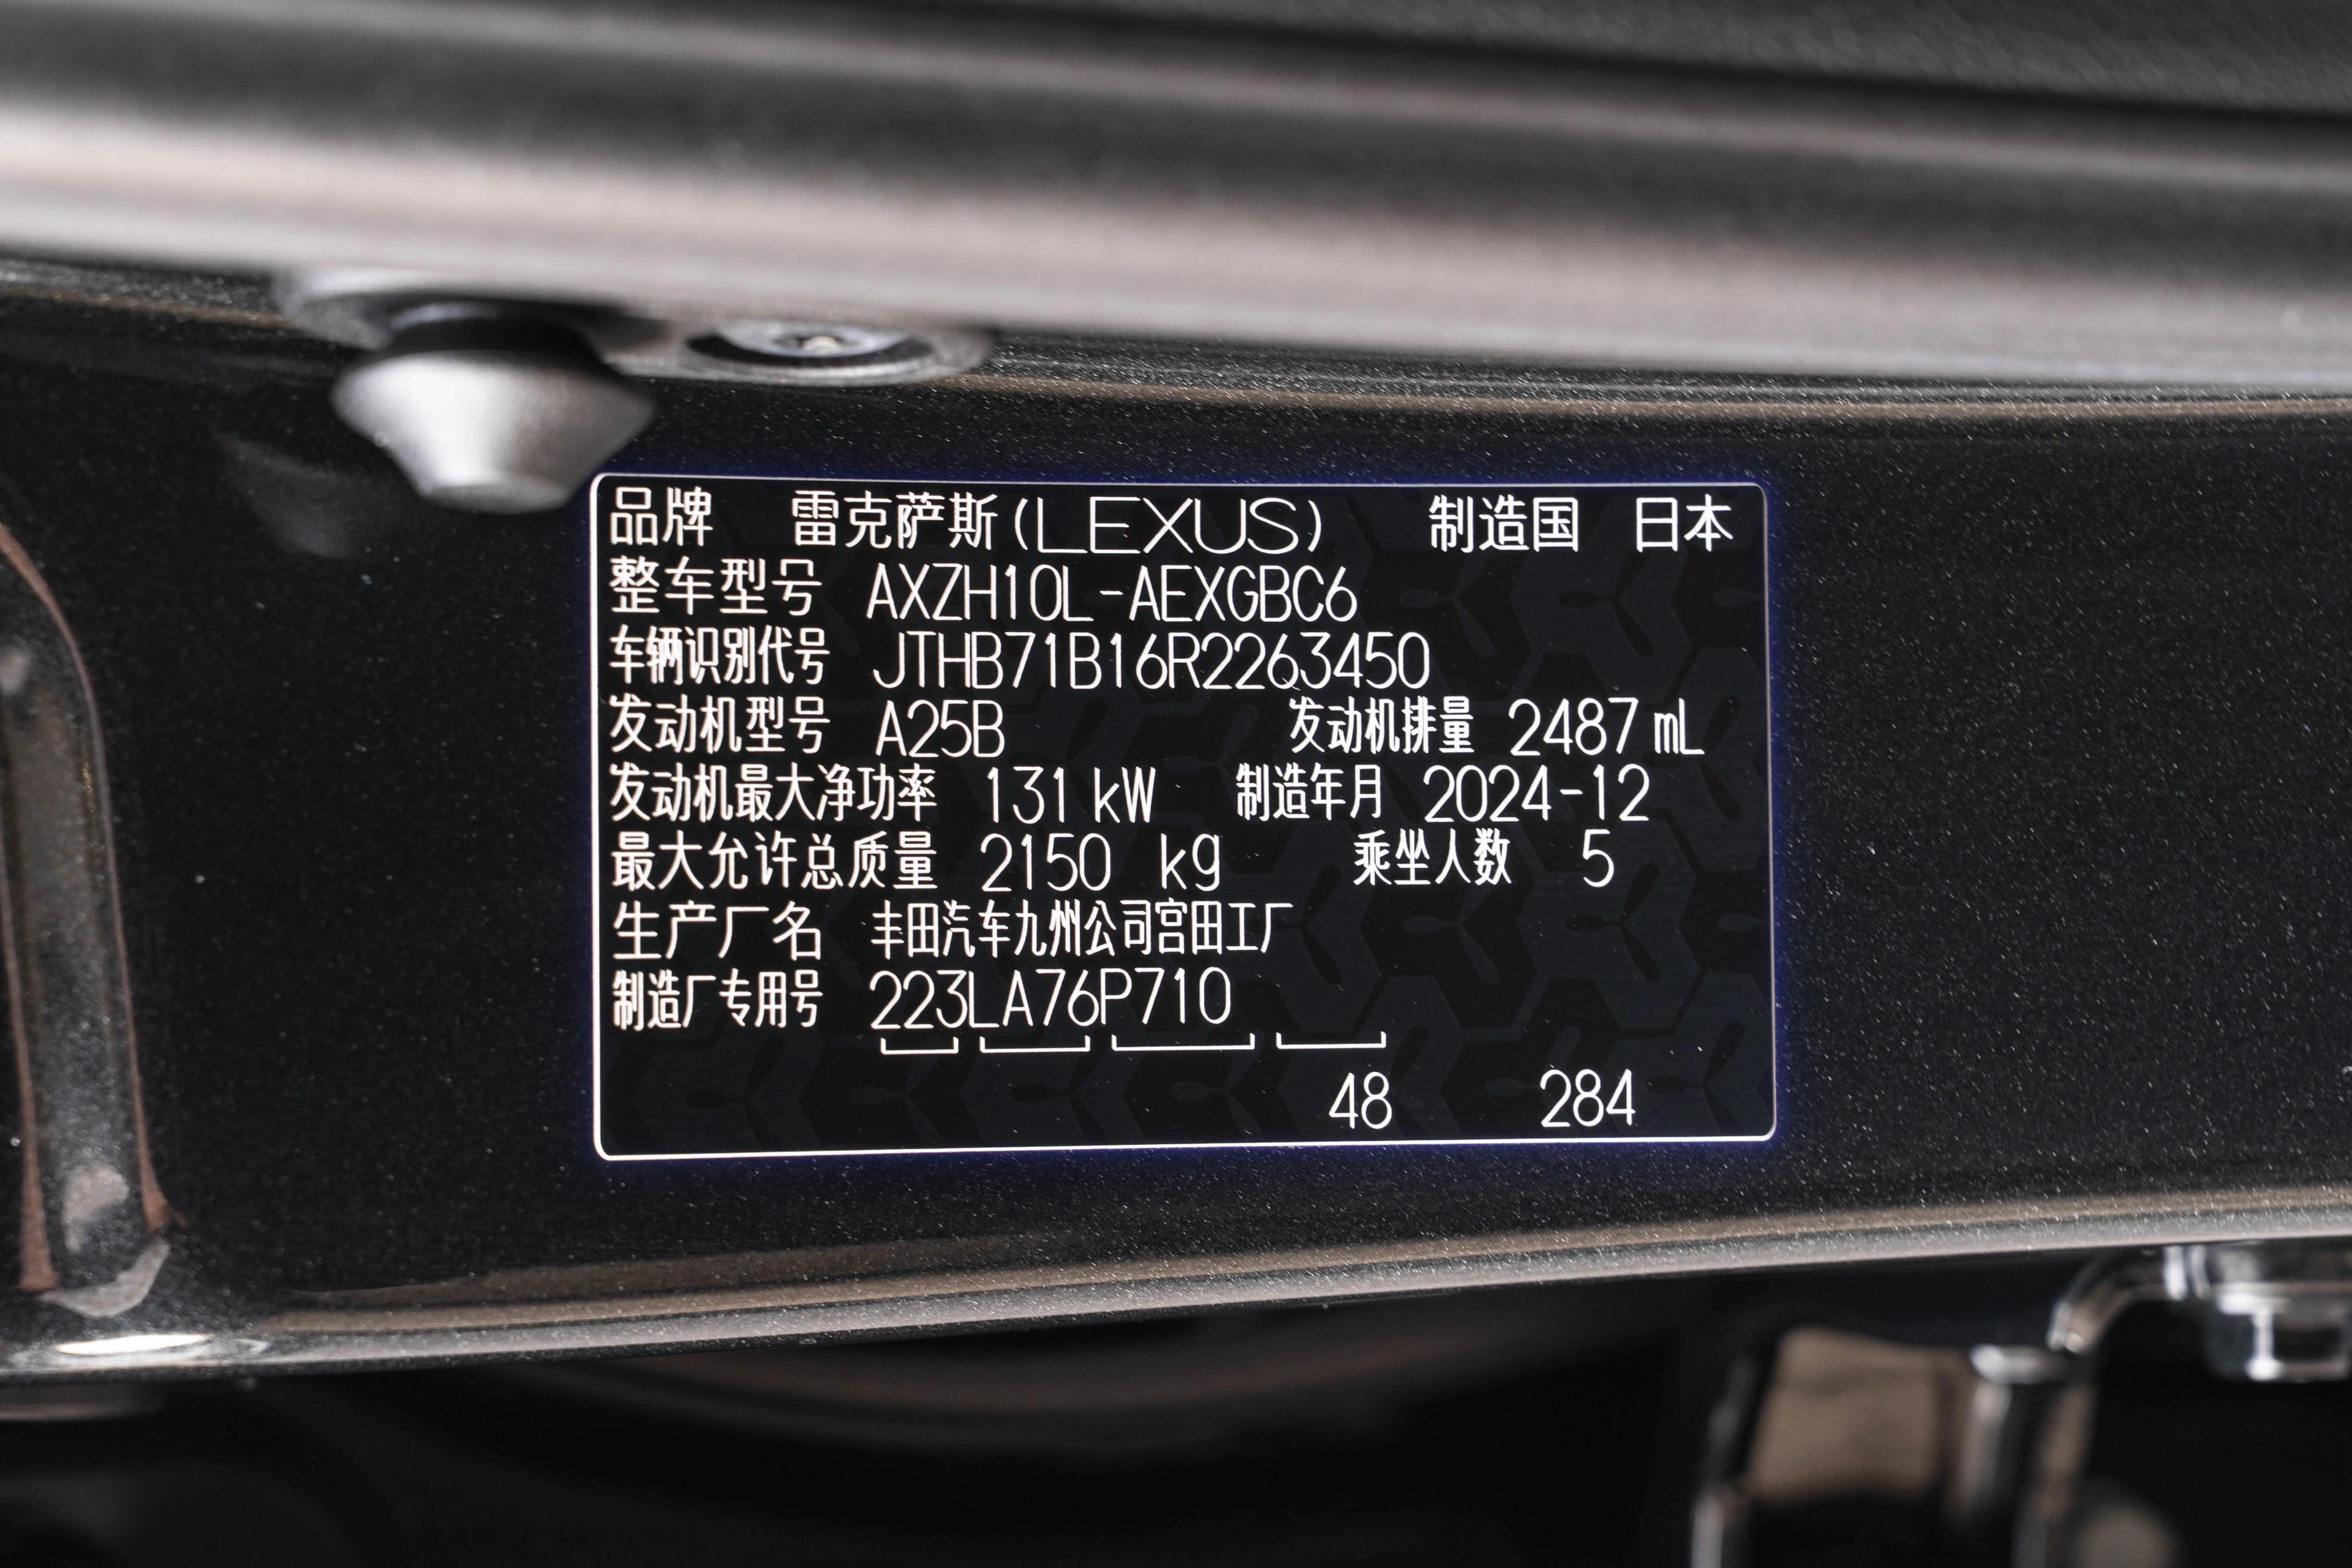 品牌 雷克萨斯(LEXUS) 制造国 日本
整车型号 AXZH10L-AEXGBC6
车辆识别代号 JTHB71B16R2263450
发动机型号 A25B 发动机排量 2487 mL
发动机最大净功率 131 kW 制造年月 2024-12
最大允许总质量 2150 kg 乘坐人数 5
生产厂名 丰田汽车九州公司宫田工厂
制造厂专用号 223LA76P710
48 284